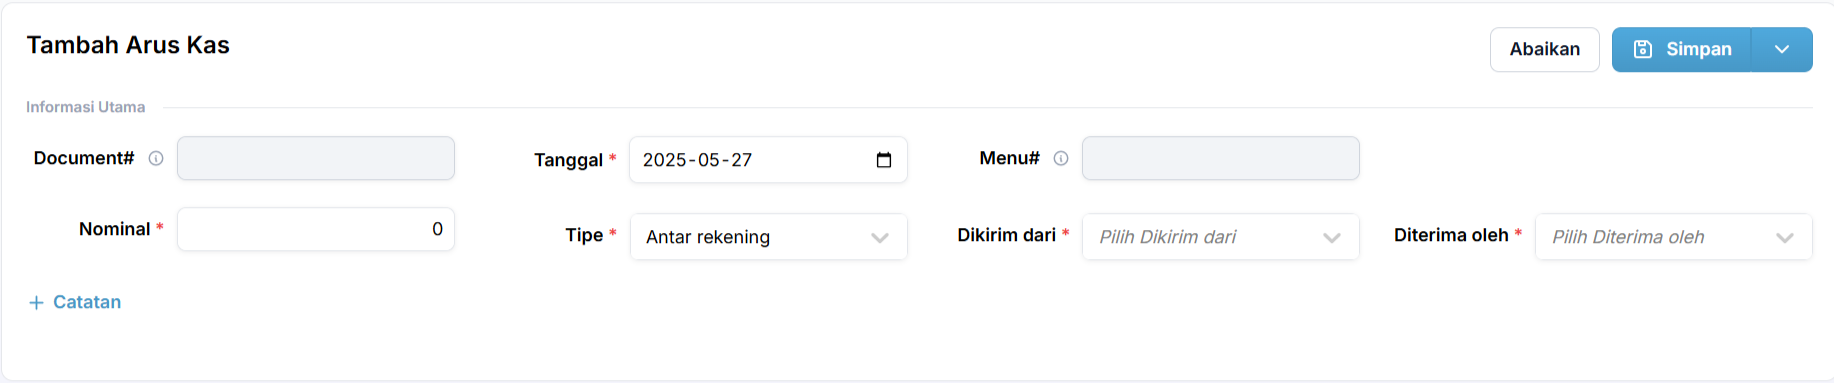 Tambah Arus Kas
Abaikan
Simpan
Informasi Utama
Document#
Tanggal * 2025-05-27
Menu#
Nominal * 0
Tipe * Antar rekening
Dikirim dari * Pilih Dikirim dari
Diterima oleh * Pilih Diterima oleh
+ Catatan